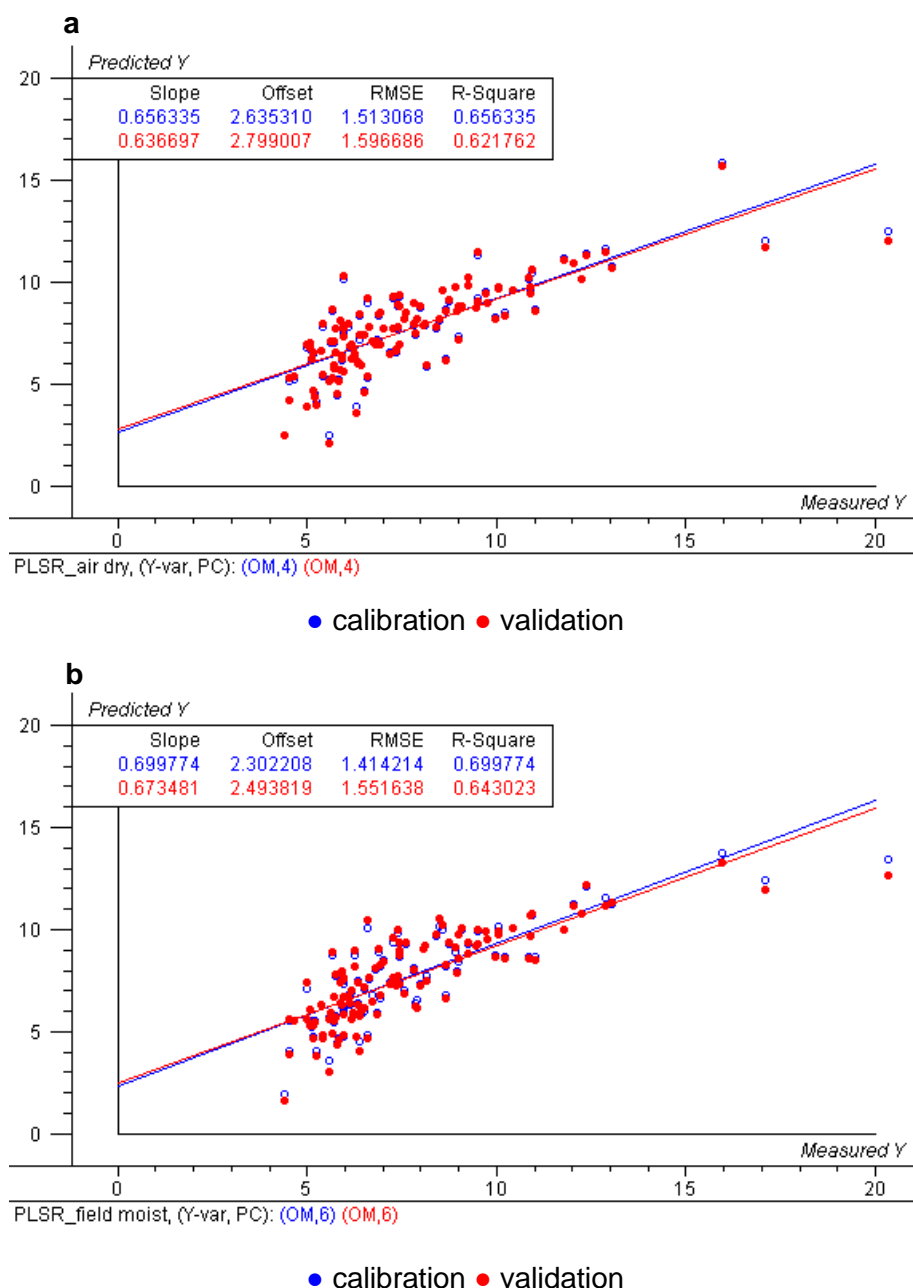 a
Predicted Y
20
Slope Offset RMSE R-Square
0.656335 2.635310 1.513068 0.656335
0.636697 2.799007 1.596686 0.621762
15
10
5
0
Measured Y
0 5 10 15 20
PLSR_air dry, (Y-var, PC): (OM,4) (OM,4)
● calibration ● validation
b
Predicted Y
20
Slope Offset RMSE R-Square
0.699774 2.302208 1.414214 0.699774
0.673481 2.493819 1.551638 0.643023
15
10
5
0
Measured Y
0 5 10 15 20
PLSR_field moist, (Y-var, PC): (OM,6) (OM,6)
● calibration ● validation